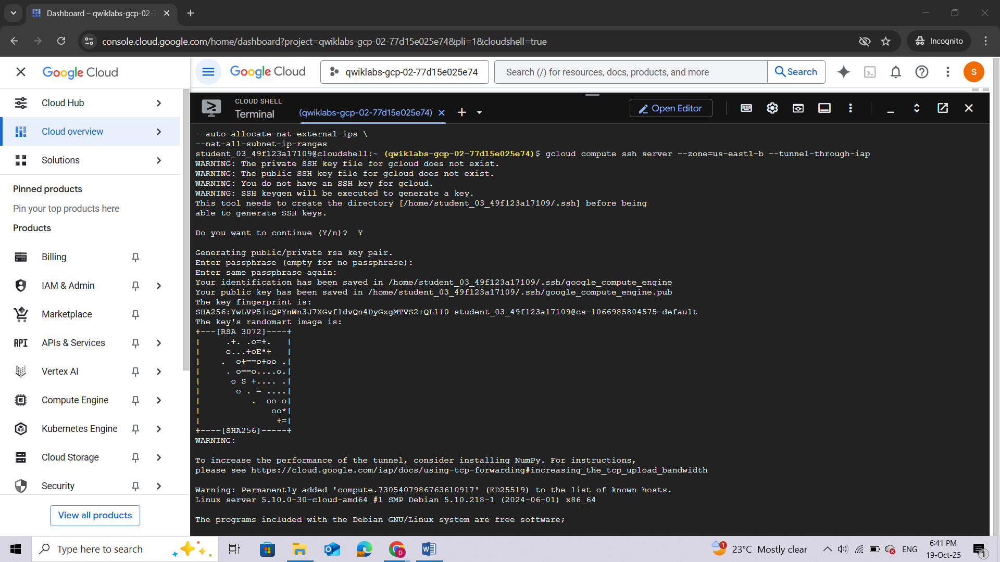 Dashboard – qwiklabs-gcp-02-7
console.cloud.google.com/home/dashboard?project=qwiklabs-gcp-02-77d15e025e74&pli=1&cloudshell=true
Incognito
Google Cloud
Google Cloud
qwiklabs-gcp-02-77d15e025e74
Search (/) for resources, docs, products, and more
Search
S
Cloud Hub
Cloud overview
Solutions
Pinned products
Pin your top products here
Products
Billing
IAM & Admin
Marketplace
API APIs & Services
Vertex AI
Compute Engine
Kubernetes Engine
Cloud Storage
Security
View all products
CLOUD SHELL
Terminal
(qwiklabs-gcp-02-77d15e025e74)
Open Editor
--auto-allocate-nat-external-ips \
--nat-all-subnet-ip-ranges
student_03_49f123a17109@cloudshell:~ (qwiklabs-gcp-02-77d15e025e74)$ gcloud compute ssh server --zone=us-east1-b --tunnel-through-iap
WARNING: The private SSH key file for gcloud does not exist.
WARNING: The public SSH key file for gcloud does not exist.
WARNING: You do not have an SSH key for gcloud.
WARNING: SSH keygen will be executed to generate a key.
This tool needs to create the directory [/home/student_03_49f123a17109/.ssh] before being
able to generate SSH keys.
Do you want to continue (Y/n)?  Y
Generating public/private rsa key pair.
Enter passphrase (empty for no passphrase):
Enter same passphrase again:
Your identification has been saved in /home/student_03_49f123a17109/.ssh/google_compute_engine
Your public key has been saved in /home/student_03_49f123a17109/.ssh/google_compute_engine.pub
The key fingerprint is:
SHA256:YwLVP5icQPYnWn3J7XGvf1dvQn4DyGxgMTVS2+QLlI0 student_03_49f123a17109@cs-1066985804575-default
The key's randomart image is:
+---[RSA 3072]----+
|     .+. .o=+.   |
|     o...+oE*+   |
|    .  o+==o+oo .|
|     . o==o....o.|
|      o S +.... .|
|       o . = ....|
|          .  oo o|
|              oo*|
|               +=|
+----[SHA256]-----+
WARNING:
To increase the performance of the tunnel, consider installing NumPy. For instructions,
please see https://cloud.google.com/iap/docs/using-tcp-forwarding#increasing_the_tcp_upload_bandwidth
Warning: Permanently added 'compute.7305407986763610917' (ED25519) to the list of known hosts.
Linux server 5.10.0-30-cloud-amd64 #1 SMP Debian 5.10.218-1 (2024-06-01) x86_64
The programs included with the Debian GNU/Linux system are free software;
Type here to search
1
23°C Mostly clear
ENG
6:41 PM
19-Oct-25
1